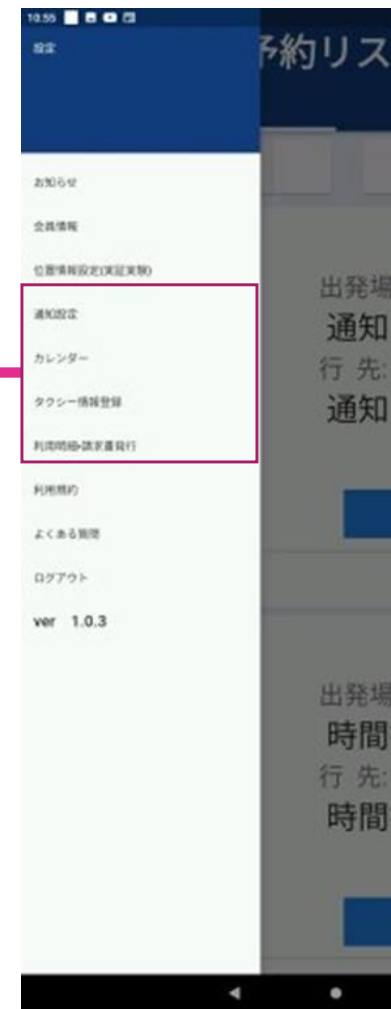 10.55
設定
予約リス
お知らせ
会員情報
位置情報設定(実証実験)
通知設定
カレンダー
タクシー情報登録
利用明細・請求書発行
利用規約
よくある質問
ログアウト
ver 1.0.3
出発場
通知
行 先:
通知
出発場
時間
行 先:
時間